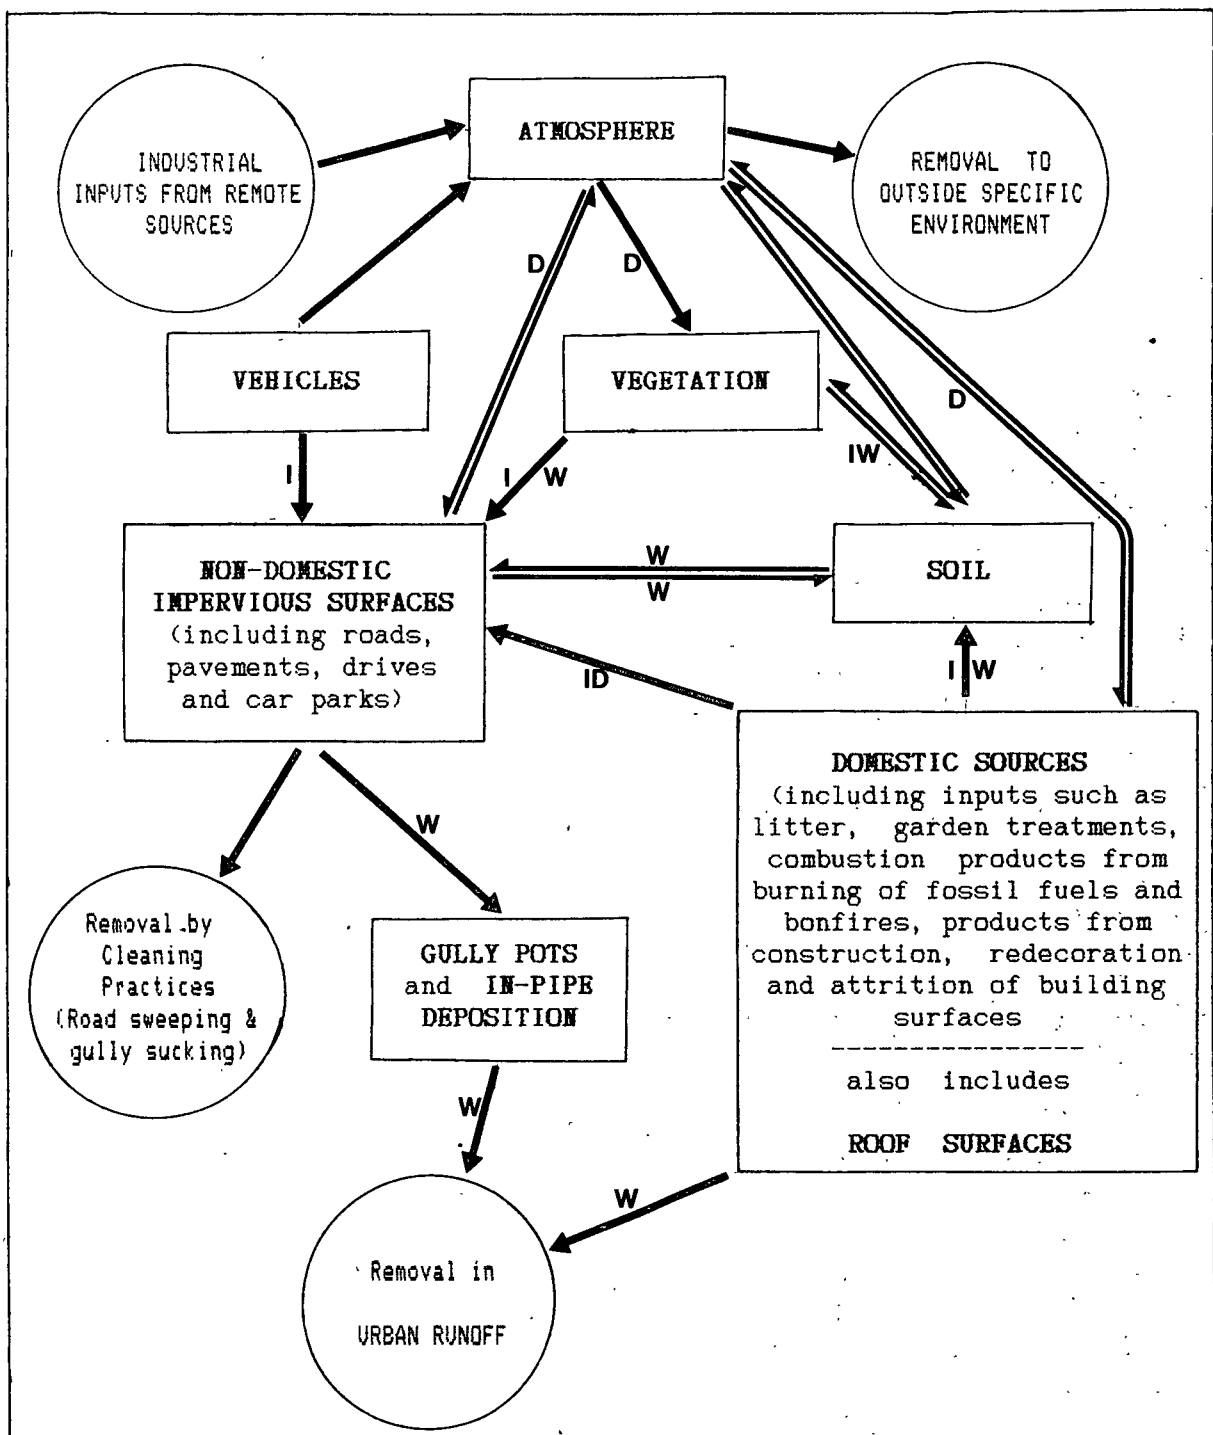 ATMOSPHERE
INDUSTRIAL
INPUTS FROM REMOTE
SOURCES
REMOVAL TO
OUTSIDE SPECIFIC
ENVIRONMENT
D
D
VEHICLES
VEGETATION
D
I
I
W
IW
NON-DOMESTIC
IMPERVIOUS SURFACES
(including roads,
pavements, drives
and car parks)
W
W
SOIL
ID
I
W
DOMESTIC SOURCES
(including inputs such as
litter, garden treatments,
combustion products from
burning of fossil fuels and
bonfires, products from
construction, redecoration
and attrition of building
surfaces
----------------
also includes
ROOF SURFACES
W
Removal by
Cleaning
Practices
(Road sweeping &
gully sucking)
GULLY POTS
and IN-PIPE
DEPOSITION
W
W
Removal in
URBAN RUNOFF